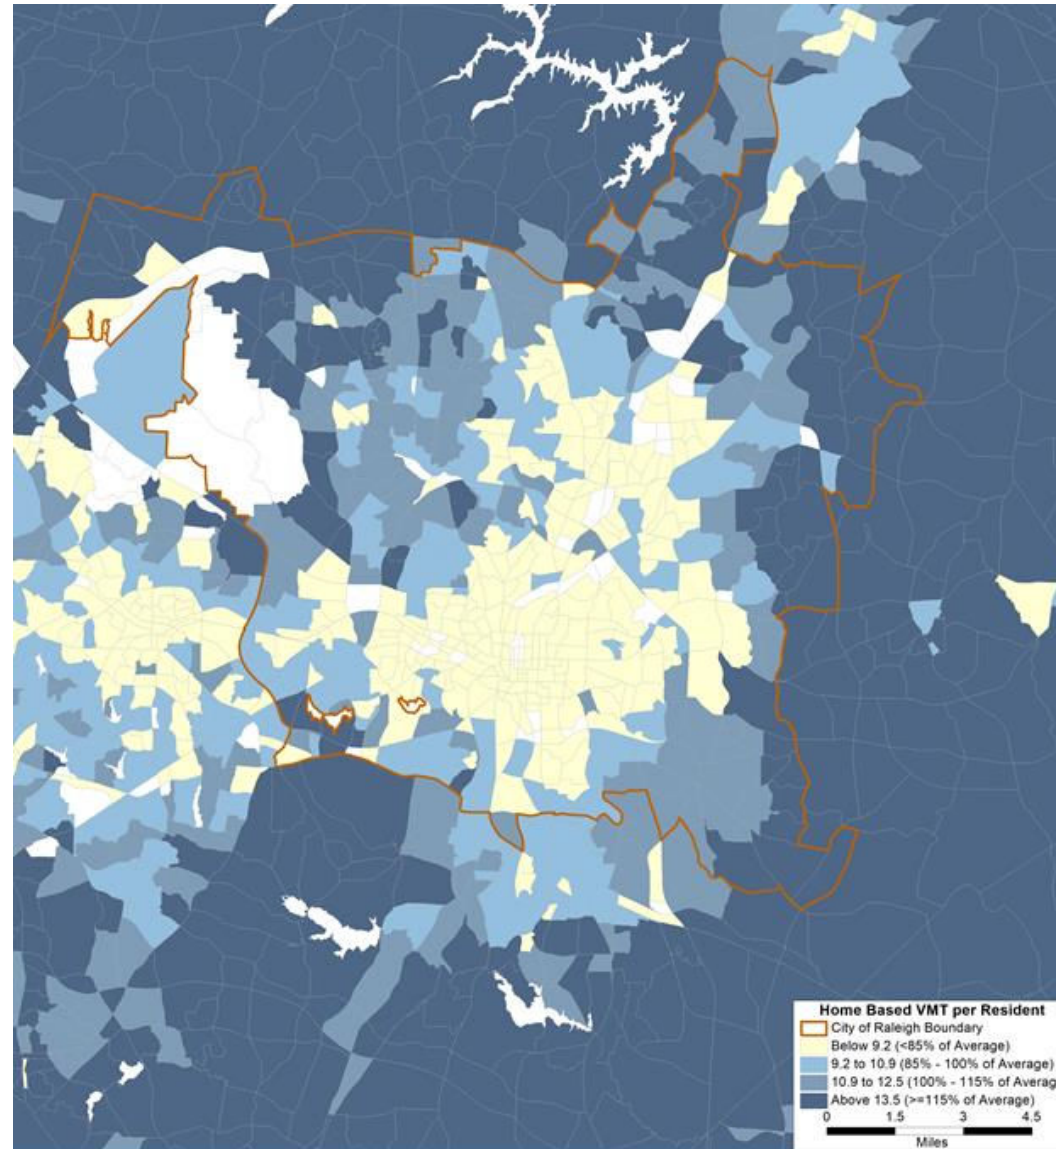 Home Based VMT per Resident
City of Raleigh Boundary
Below 9.2 (<85% of Average)
9.2 to 10.9 (85% - 100% of Average)
10.9 to 12.5 (100% - 115% of Averag
Above 13.5 (>=115% of Average)
0 1.5 3 4.5
Miles